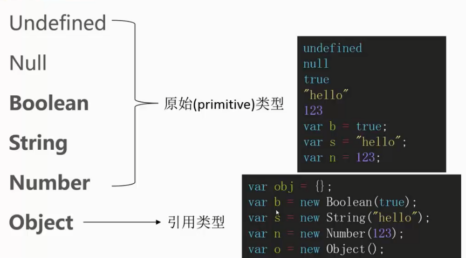 Undefined
Null
Boolean
String
Number
Object
原始(primitive)类型
引用类型
undefined
null
true
"hello"
123
var b = true;
var s = "hello";
var n = 123;
var obj = {};
var b = new Boolean(true);
var s = new String("hello");
var n = new Number(123);
var o = new Object();